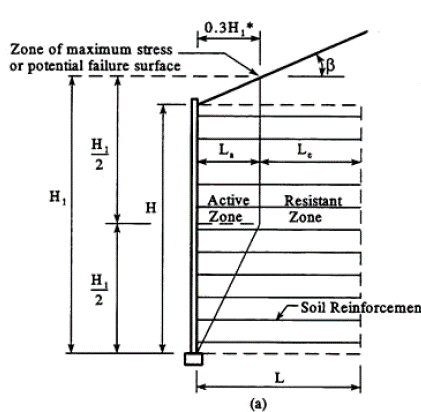 0.3H₁*
Zone of maximum stress
or potential failure surface
β
H₁
2
Lₐ
Lₑ
H₁
H
Active
Zone
Resistant
Zone
H₁
2
Soil Reinforcemen
L
(a)